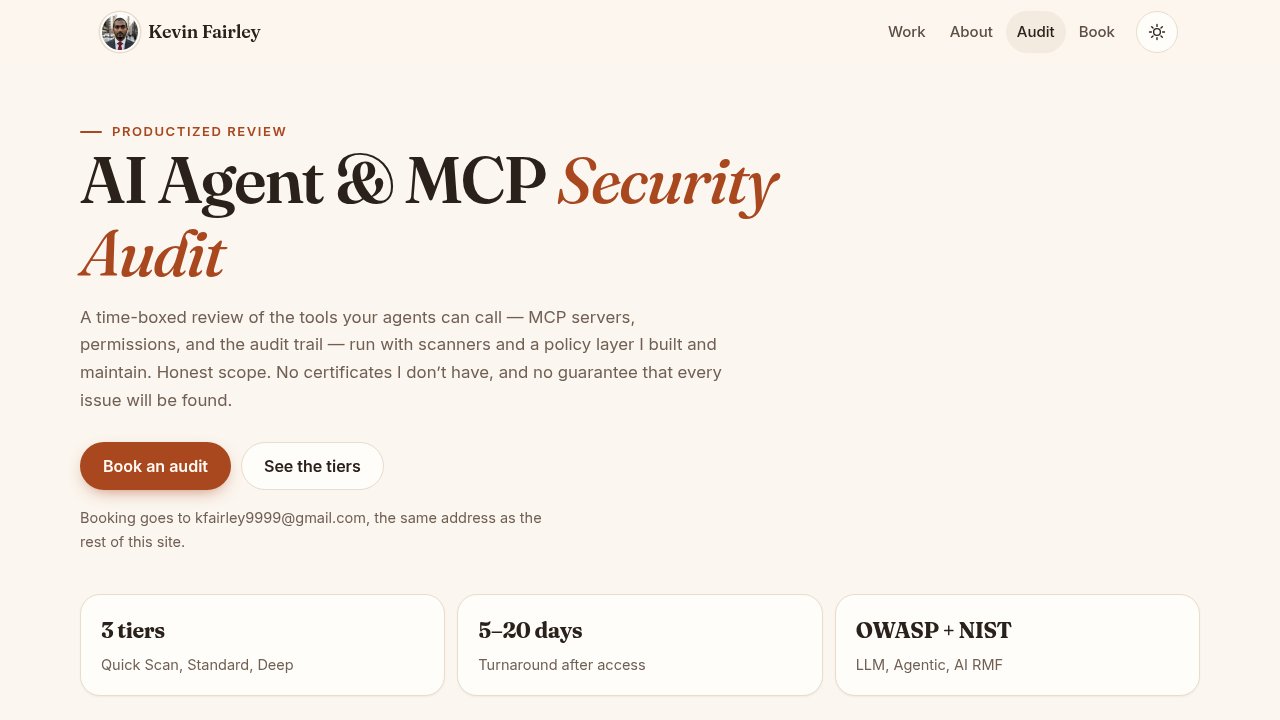 Kevin Fairley
Work
About
Audit
Book
PRODUCTIZED REVIEW
AI Agent & MCP Security
Audit
A time-boxed review of the tools your agents can call — MCP servers,
permissions, and the audit trail — run with scanners and a policy layer I built and
maintain. Honest scope. No certificates I don’t have, and no guarantee that every
issue will be found.
Book an audit
See the tiers
Booking goes to kfairley9999@gmail.com, the same address as the
rest of this site.
3 tiers
Quick Scan, Standard, Deep
5–20 days
Turnaround after access
OWASP + NIST
LLM, Agentic, AI RMF